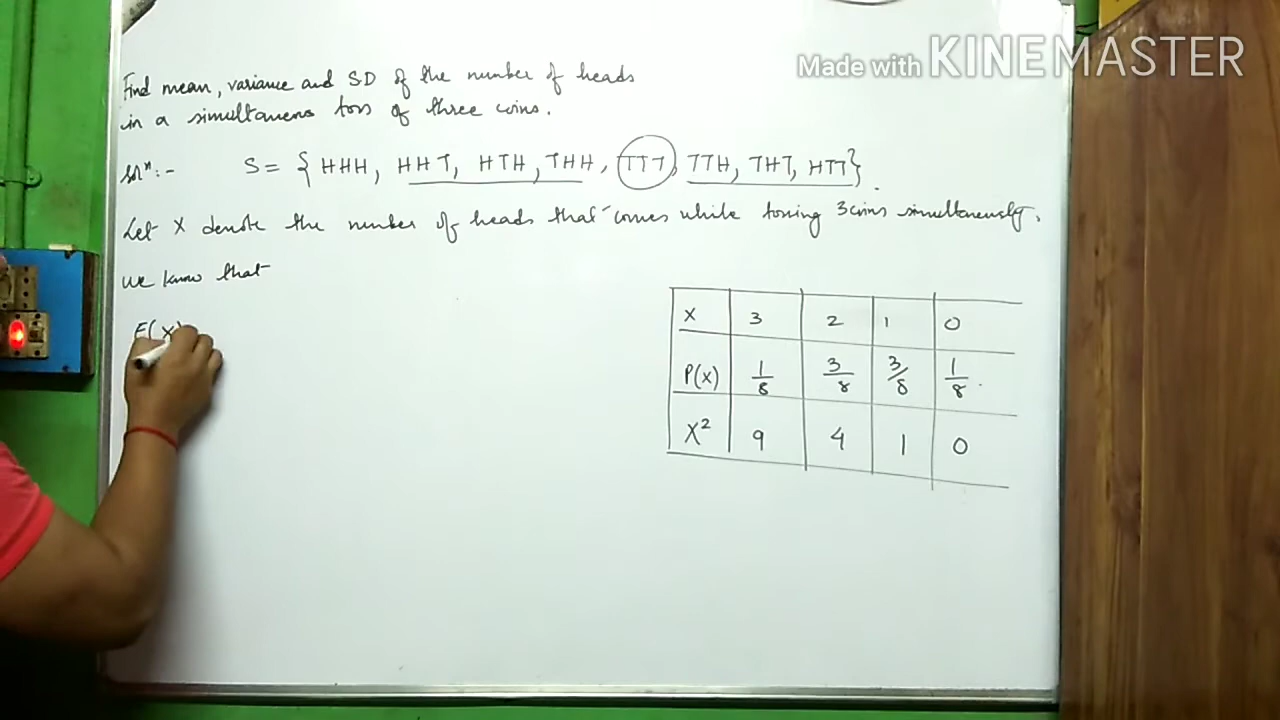 Made with KINEMASTER
Find mean, variance and SD of the number of heads
in a simultaneous toss of three coins.
Solⁿ:- S = { HHH, HHT, HTH, THH, TTT, TTH, THT, HTT}.
Let X denote the number of heads that comes while tossing 3 coins simultaneously.
We know that
E(X)
X 3 2 1 0
P(x) 1/8 3/8 3/8 1/8
X² 9 4 1 0